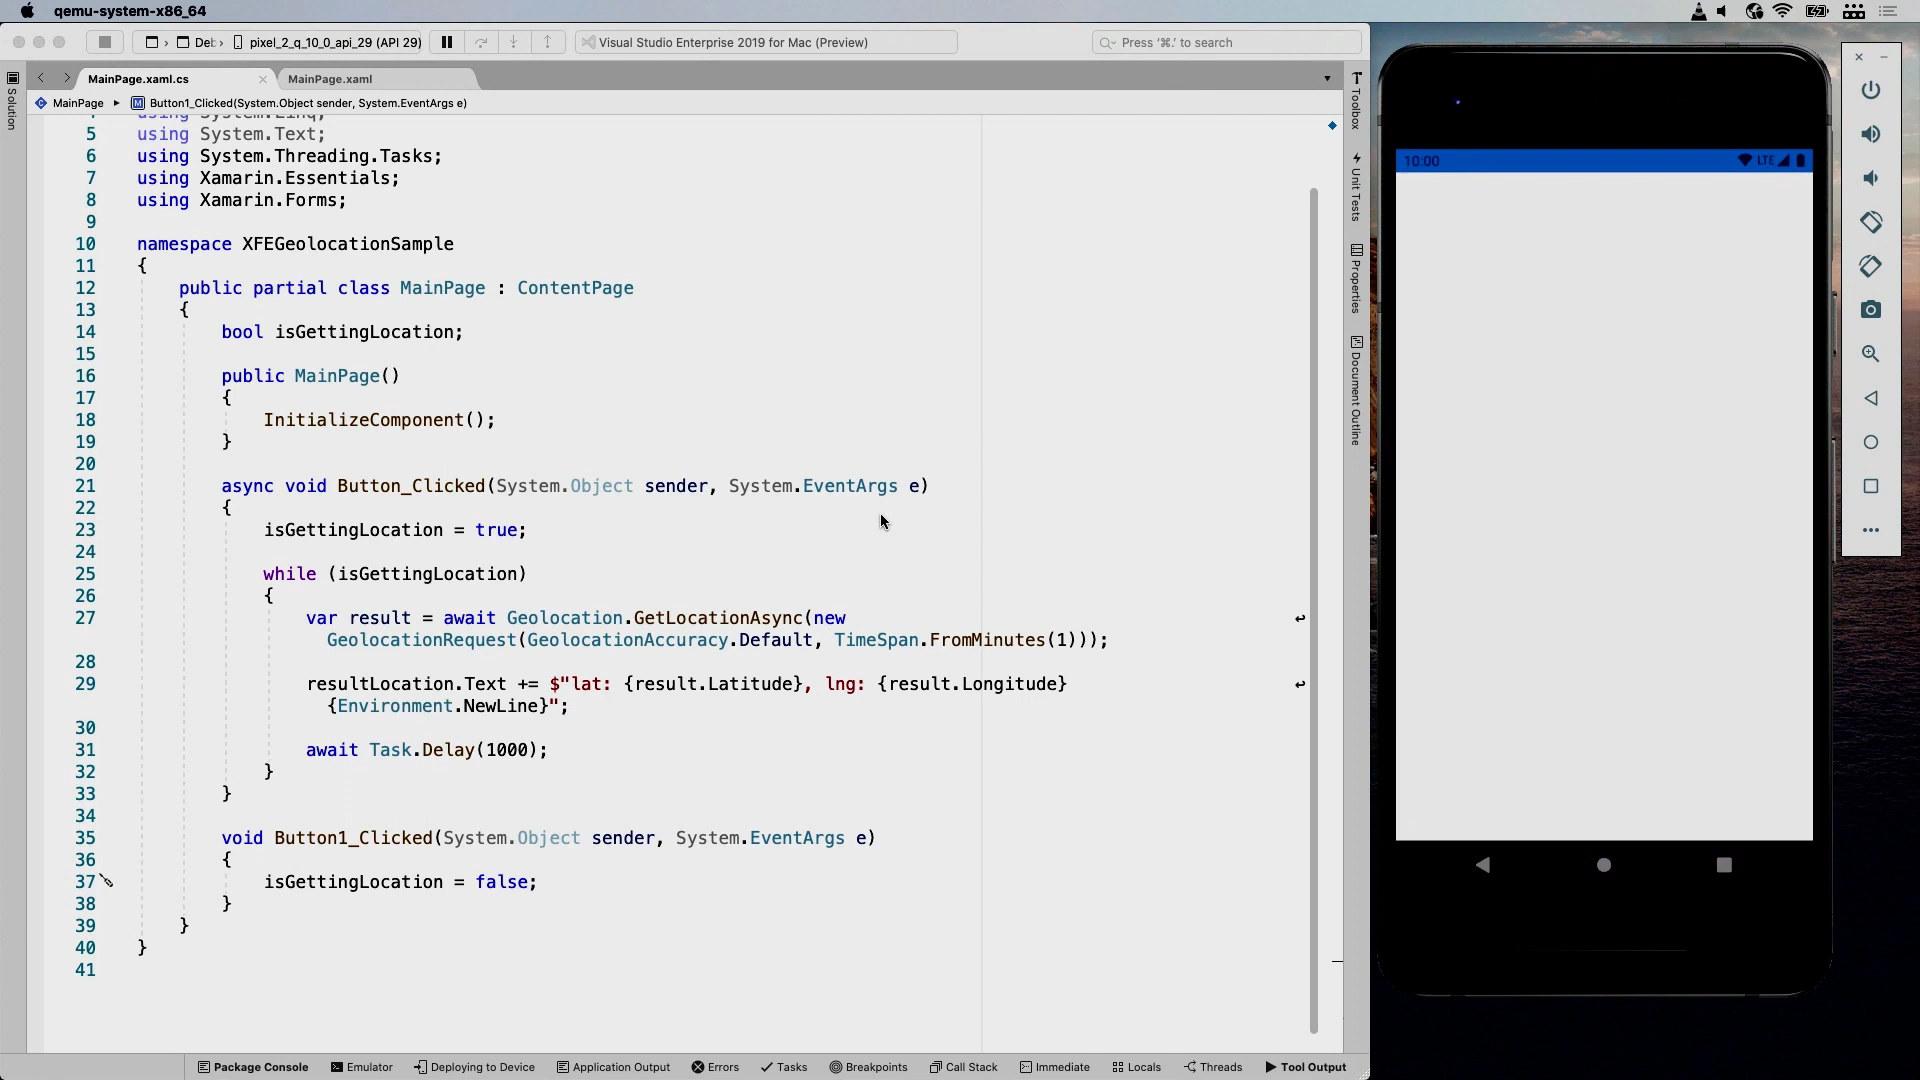 qemu-system-x86_64
Deb › pixel_2_q_10_0_api_29 (API 29)
Visual Studio Enterprise 2019 for Mac (Preview)
Press ‘⌘.’ to search
MainPage.xaml.cs
MainPage.xaml
MainPage ▸ Button1_Clicked(System.Object sender, System.EventArgs e)
Solution
4 using System.Linq;
5 using System.Text;
6 using System.Threading.Tasks;
7 using Xamarin.Essentials;
8 using Xamarin.Forms;
9
10 namespace XFEGeolocationSample
11 {
12 public partial class MainPage : ContentPage
13 {
14 bool isGettingLocation;
15
16 public MainPage()
17 {
18 InitializeComponent();
19 }
20
21 async void Button_Clicked(System.Object sender, System.EventArgs e)
22 {
23 isGettingLocation = true;
24
25 while (isGettingLocation)
26 {
27 var result = await Geolocation.GetLocationAsync(new
GeolocationRequest(GeolocationAccuracy.Default, TimeSpan.FromMinutes(1)));
28
29 resultLocation.Text += $"lat: {result.Latitude}, lng: {result.Longitude}
{Environment.NewLine}";
30
31 await Task.Delay(1000);
32 }
33 }
34
35 void Button1_Clicked(System.Object sender, System.EventArgs e)
36 {
37 isGettingLocation = false;
38 }
39 }
40 }
41
Toolbox
Unit Tests
Properties
Document Outline
Package Console
Emulator
Deploying to Device
Application Output
Errors
Tasks
Breakpoints
Call Stack
Immediate
Locals
Threads
Tool Output
10:00
LTE